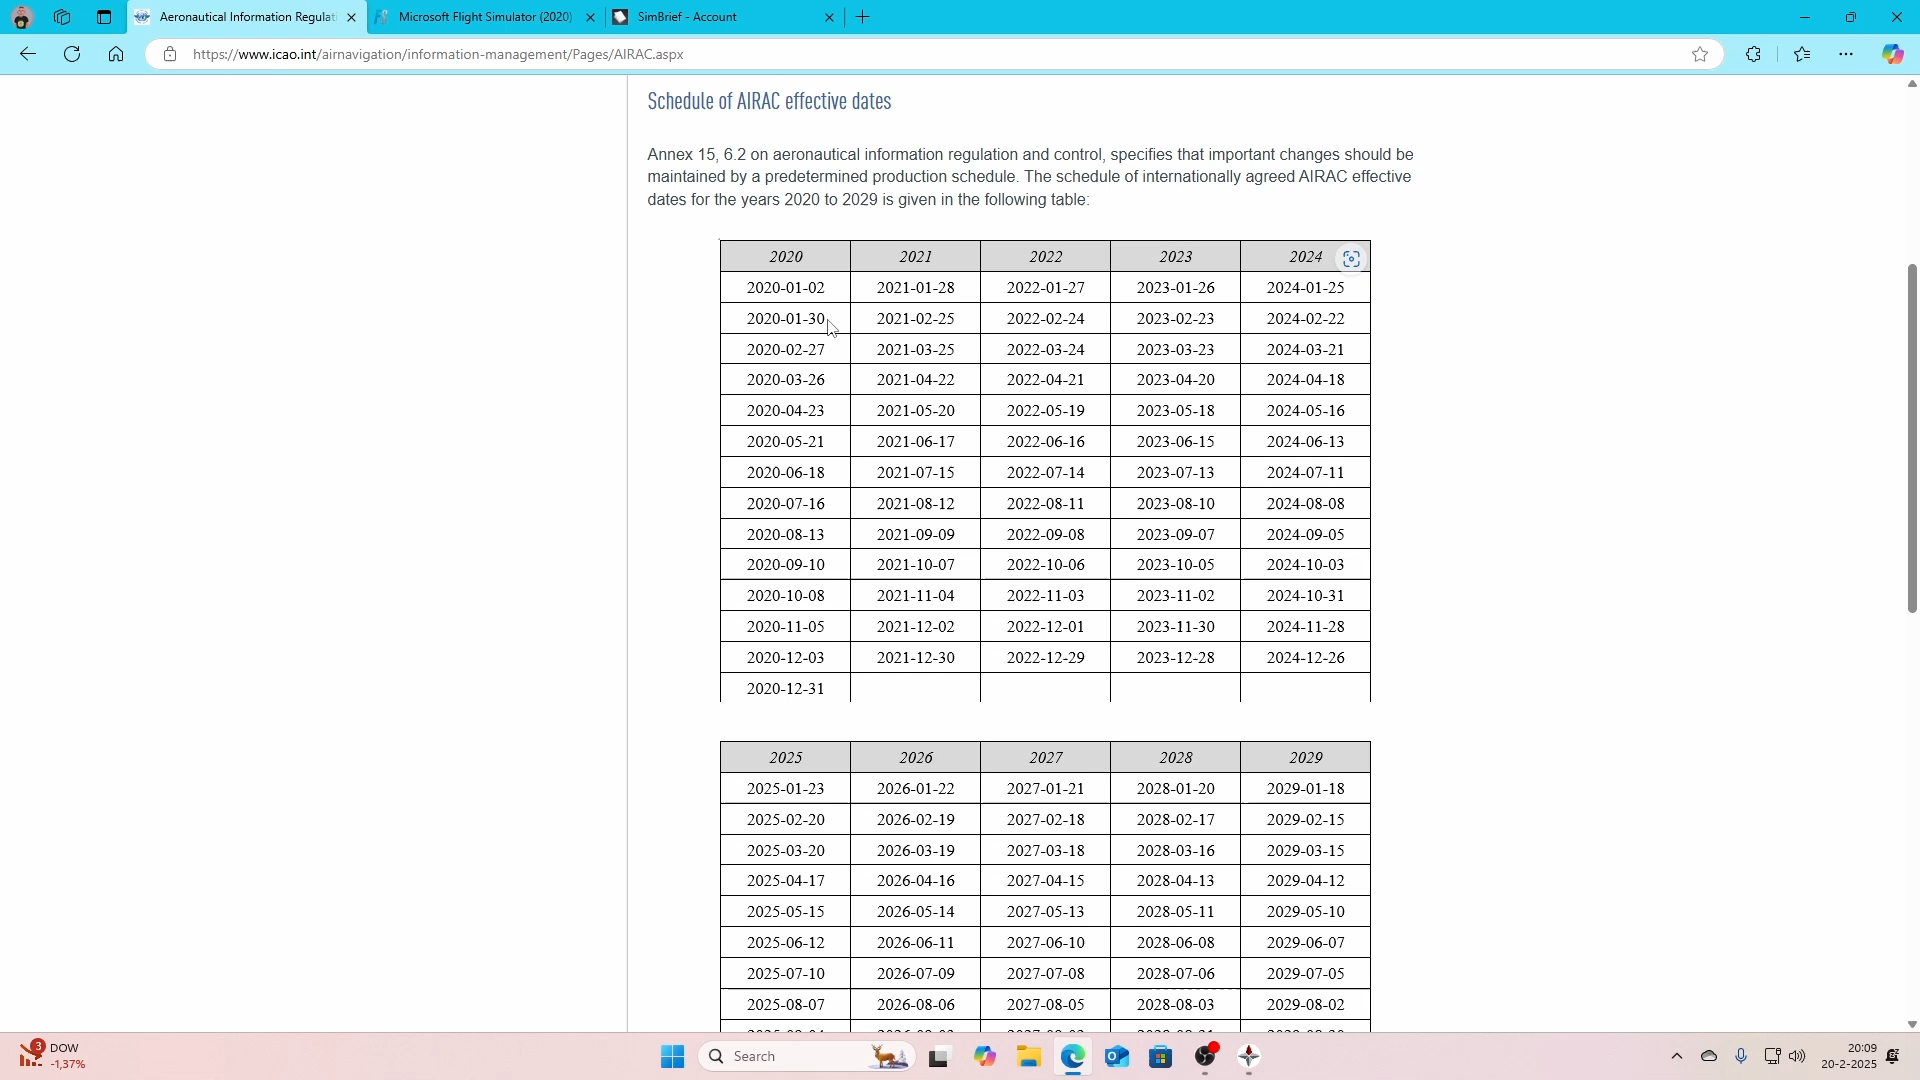 Aeronautical Information Regulati
Microsoft Flight Simulator (2020)
SimBrief - Account
https://www.icao.int/airnavigation/information-management/Pages/AIRAC.aspx
Schedule of AIRAC effective dates
Annex 15, 6.2 on aeronautical information regulation and control, specifies that important changes should be
maintained by a predetermined production schedule. The schedule of internationally agreed AIRAC effective
dates for the years 2020 to 2029 is given in the following table:
2020 2021 2022 2023 2024
2020-01-02 2021-01-28 2022-01-27 2023-01-26 2024-01-25
2020-01-30 2021-02-25 2022-02-24 2023-02-23 2024-02-22
2020-02-27 2021-03-25 2022-03-24 2023-03-23 2024-03-21
2020-03-26 2021-04-22 2022-04-21 2023-04-20 2024-04-18
2020-04-23 2021-05-20 2022-05-19 2023-05-18 2024-05-16
2020-05-21 2021-06-17 2022-06-16 2023-06-15 2024-06-13
2020-06-18 2021-07-15 2022-07-14 2023-07-13 2024-07-11
2020-07-16 2021-08-12 2022-08-11 2023-08-10 2024-08-08
2020-08-13 2021-09-09 2022-09-08 2023-09-07 2024-09-05
2020-09-10 2021-10-07 2022-10-06 2023-10-05 2024-10-03
2020-10-08 2021-11-04 2022-11-03 2023-11-02 2024-10-31
2020-11-05 2021-12-02 2022-12-01 2023-11-30 2024-11-28
2020-12-03 2021-12-30 2022-12-29 2023-12-28 2024-12-26
2020-12-31
2025 2026 2027 2028 2029
2025-01-23 2026-01-22 2027-01-21 2028-01-20 2029-01-18
2025-02-20 2026-02-19 2027-02-18 2028-02-17 2029-02-15
2025-03-20 2026-03-19 2027-03-18 2028-03-16 2029-03-15
2025-04-17 2026-04-16 2027-04-15 2028-04-13 2029-04-12
2025-05-15 2026-05-14 2027-05-13 2028-05-11 2029-05-10
2025-06-12 2026-06-11 2027-06-10 2028-06-08 2029-06-07
2025-07-10 2026-07-09 2027-07-08 2028-07-06 2029-07-05
2025-08-07 2026-08-06 2027-08-05 2028-08-03 2029-08-02
3
DOW
-1,37%
Search
20:09
20-2-2025